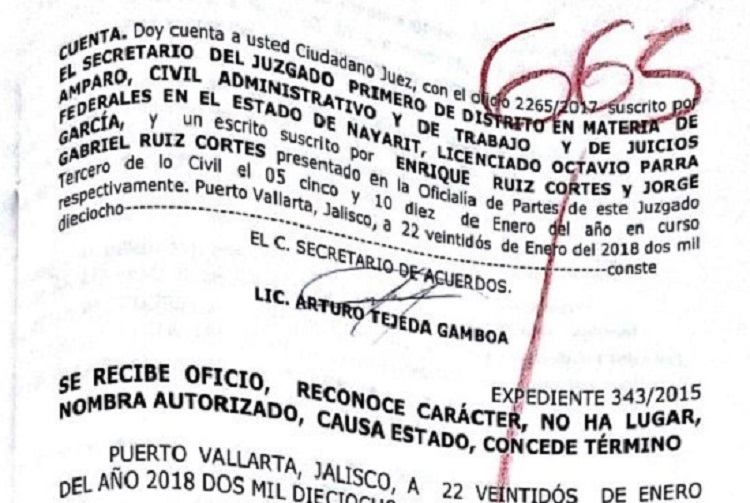 665
CUENTA. Doy cuenta a usted Ciudadano Juez, con el oficio 2265/2017 suscrito por
EL SECRETARIO DEL JUZGADO PRIMERO DE DISTRITO EN MATERIA DE
AMPARO, CIVIL ADMINISTRATIVO Y DE TRABAJO Y DE JUICIOS
FEDERALES EN EL ESTADO DE NAYARIT, LICENCIADO OCTAVIO PARRA
GARCÍA, y un escrito suscrito por ENRIQUE RUIZ CORTES y JORGE
GABRIEL RUIZ CORTES presentado en la Oficialía de Partes de este Juzgado
Tercero de lo Civil el 05 cinco y 10 diez de Enero del año en curso
respectivamente. Puerto Vallarta, Jalisco, a 22 veintidós de Enero del 2018 dos mil
dieciocho------------------------------------------------------------conste
EL C. SECRETARIO DE ACUERDOS.
LIC. ARTURO TEJEDA GAMBOA
EXPEDIENTE 343/2015
SE RECIBE OFICIO, RECONOCE CARÁCTER, NO HA LUGAR,
NOMBRA AUTORIZADO, CAUSA ESTADO, CONCEDE TÉRMINO
PUERTO VALLARTA, JALISCO, A 22 VEINTIDÓS DE ENERO
DEL AÑO 2018 DOS MIL DIECIOCHO